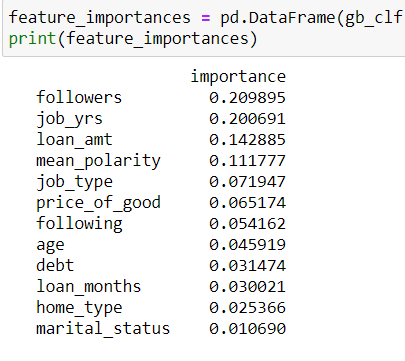 feature_importances = pd.DataFrame(gb_clf
print(feature_importances)
importance
followers 0.209895
job_yrs 0.200691
loan_amt 0.142885
mean_polarity 0.111777
job_type 0.071947
price_of_good 0.065174
following 0.054162
age 0.045919
debt 0.031474
loan_months 0.030021
home_type 0.025366
marital_status 0.010690